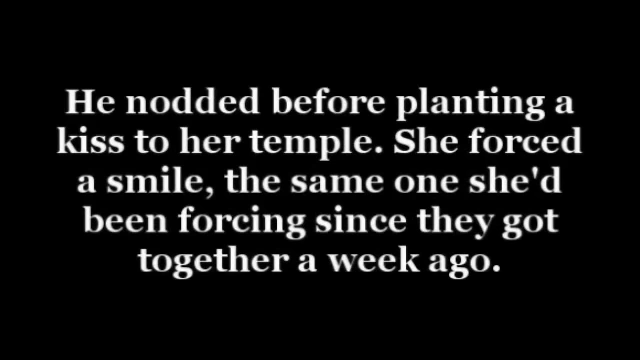 He nodded before planting a
kiss to her temple. She forced
a smile, the same one she'd
been forcing since they got
together a week ago.